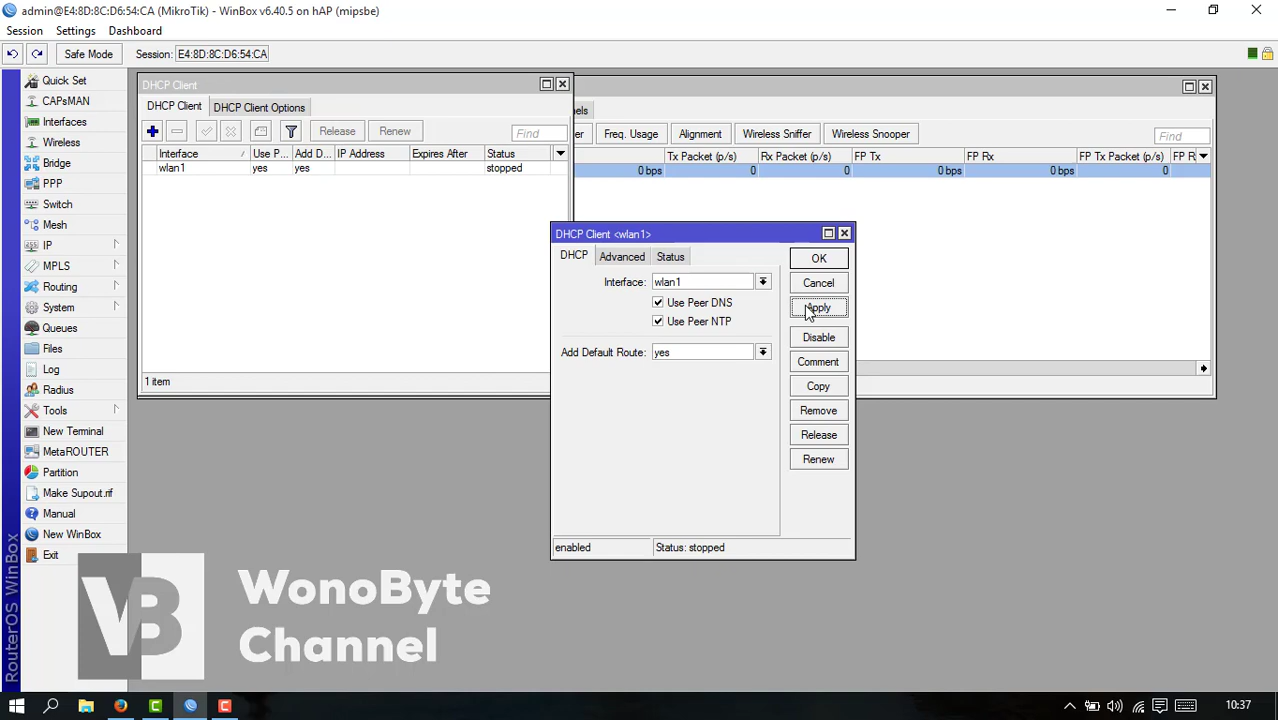 admin@E4:8D:8C:D6:54:CA (MikroTik) - WinBox v6.40.5 on hAP (mipsbe)
Session Settings Dashboard
Safe Mode Session: E4:8D:8C:D6:54:CA
Quick Set
CAPsMAN
Interfaces
Wireless
Bridge
PPP
Switch
Mesh
IP
MPLS
Routing
System
Queues
Files
Log
Radius
Tools
New Terminal
MetaROUTER
Partition
Make Supout.rif
Manual
New WinBox
Exit
RouterOS WinBox
DHCP Client
DHCP Client DHCP Client Options
Release Renew Find
Interface / Use P... Add D... IP Address Expires After Status
wlan1 yes yes stopped
1 item
Freq. Usage Alignment Wireless Sniffer Wireless Snooper
Find
Tx Packet (p/s) Rx Packet (p/s) FP Tx FP Rx FP Tx Packet (p/s) FP R
0 bps 0 0 0 bps 0 bps 0
DHCP Client <wlan1>
DHCP Advanced Status
Interface: wlan1
Use Peer DNS
Use Peer NTP
Add Default Route: yes
OK
Cancel
Apply
Disable
Comment
Copy
Remove
Release
Renew
enabled Status: stopped
WonoByte
Channel
10:37